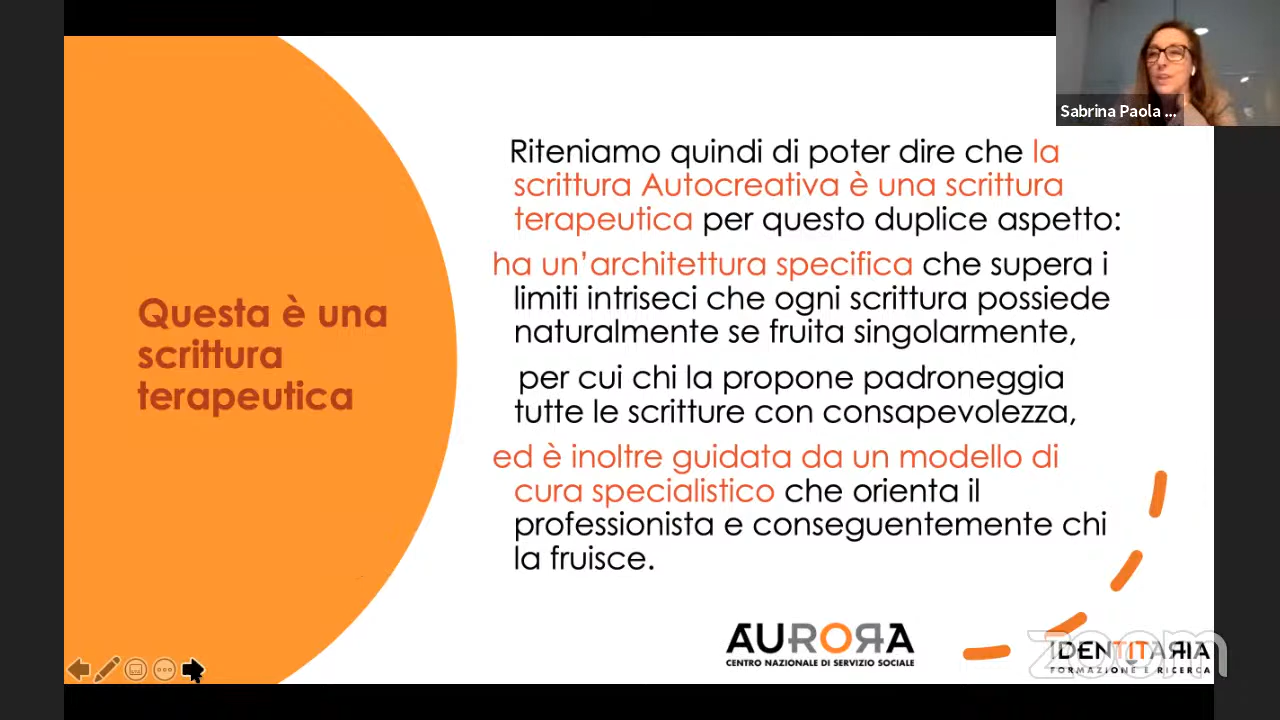 Sabrina Paola ...
Riteniamo quindi di poter dire che la
scrittura Autocreativa è una scrittura
terapeutica per questo duplice aspetto:
ha un'architettura specifica che supera i
limiti intriseci che ogni scrittura possiede
naturalmente se fruita singolarmente,
per cui chi la propone padroneggia
tutte le scritture con consapevolezza,
ed è inoltre guidata da un modello di
cura specialistico che orienta il
professionista e conseguentemente chi
la fruisce.
Questa è una
scrittura
terapeutica
AURORA
CENTRO NAZIONALE DI SERVIZIO SOCIALE
IDENTITARIA
FORMAZIONE E RICERCA
zoom